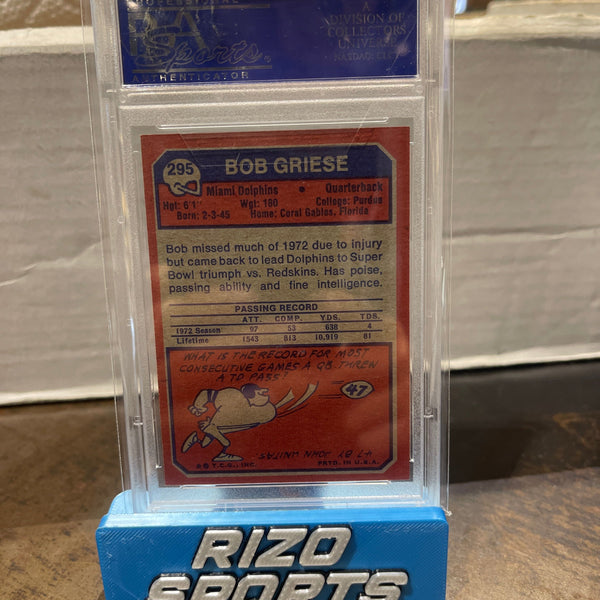 PROFESSIONAL
PSA
Sports
AUTHENTICATOR
A
DIVISION OF
COLLECTORS
UNIVERSE
NASDAQ: CLCT
295
BOB GRIESE
Miami Dolphins • Quarterback
Hgt: 6'1" Wgt: 190 College: Purdue
Born: 2-3-45 Home: Coral Gables, Florida
Bob missed much of 1972 due to injury
but came back to lead Dolphins to Super
Bowl triumph vs. Redskins. Has poise,
passing ability and fine intelligence.
PASSING RECORD
ATT. COMP. YDS. TDS.
1972 Season 97 53 638 4
Lifetime 1543 813 10,919 81
WHAT IS THE RECORD FOR MOST
CONSECUTIVE GAMES A QB THREW
A TD PASS?
47
47 BY JOHN UNITAS.
© T.C.G., INC. PRTD. IN U.S.A.
RIZO
SPORTS